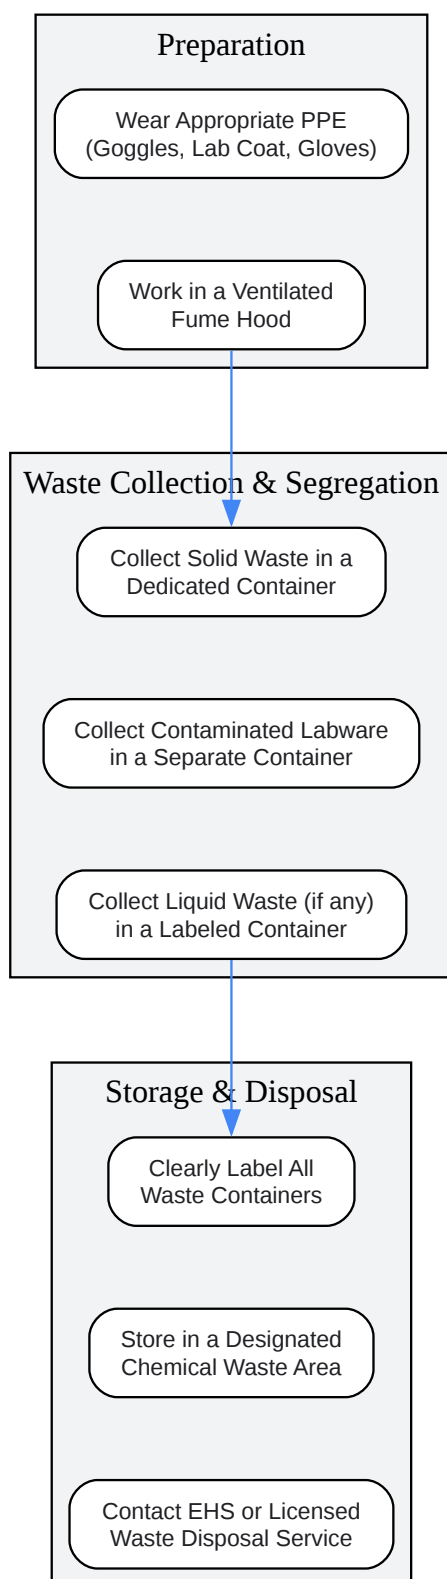 Preparation
Wear Appropriate PPE
(Goggles, Lab Coat, Gloves)
Work in a Ventilated
Fume Hood
Waste Collection & Segregation
Collect Solid Waste in a
Dedicated Container
Collect Contaminated Labware
in a Separate Container
Collect Liquid Waste (if any)
in a Labeled Container
Storage & Disposal
Clearly Label All
Waste Containers
Store in a Designated
Chemical Waste Area
Contact EHS or Licensed
Waste Disposal Service